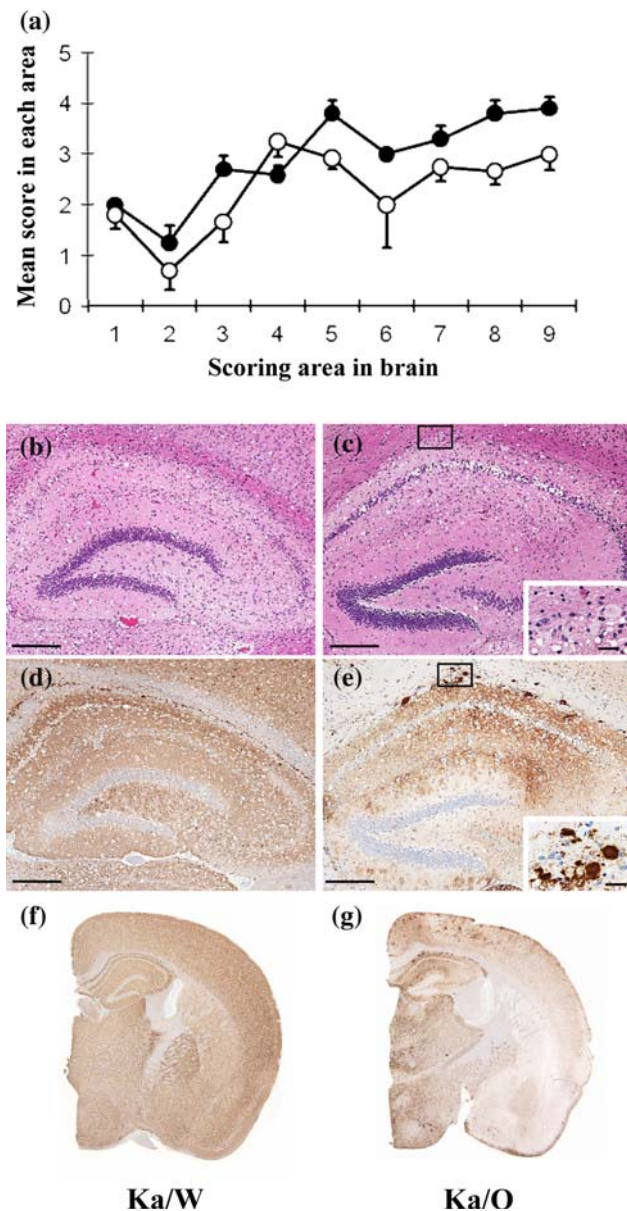 (a)
Mean score in each area
5
4
3
2
1
0
1 2 3 4 5 6 7 8 9
Scoring area in brain
(b)
(c)
(d)
(e)
(f)
(g)
Ka/W
Ka/O